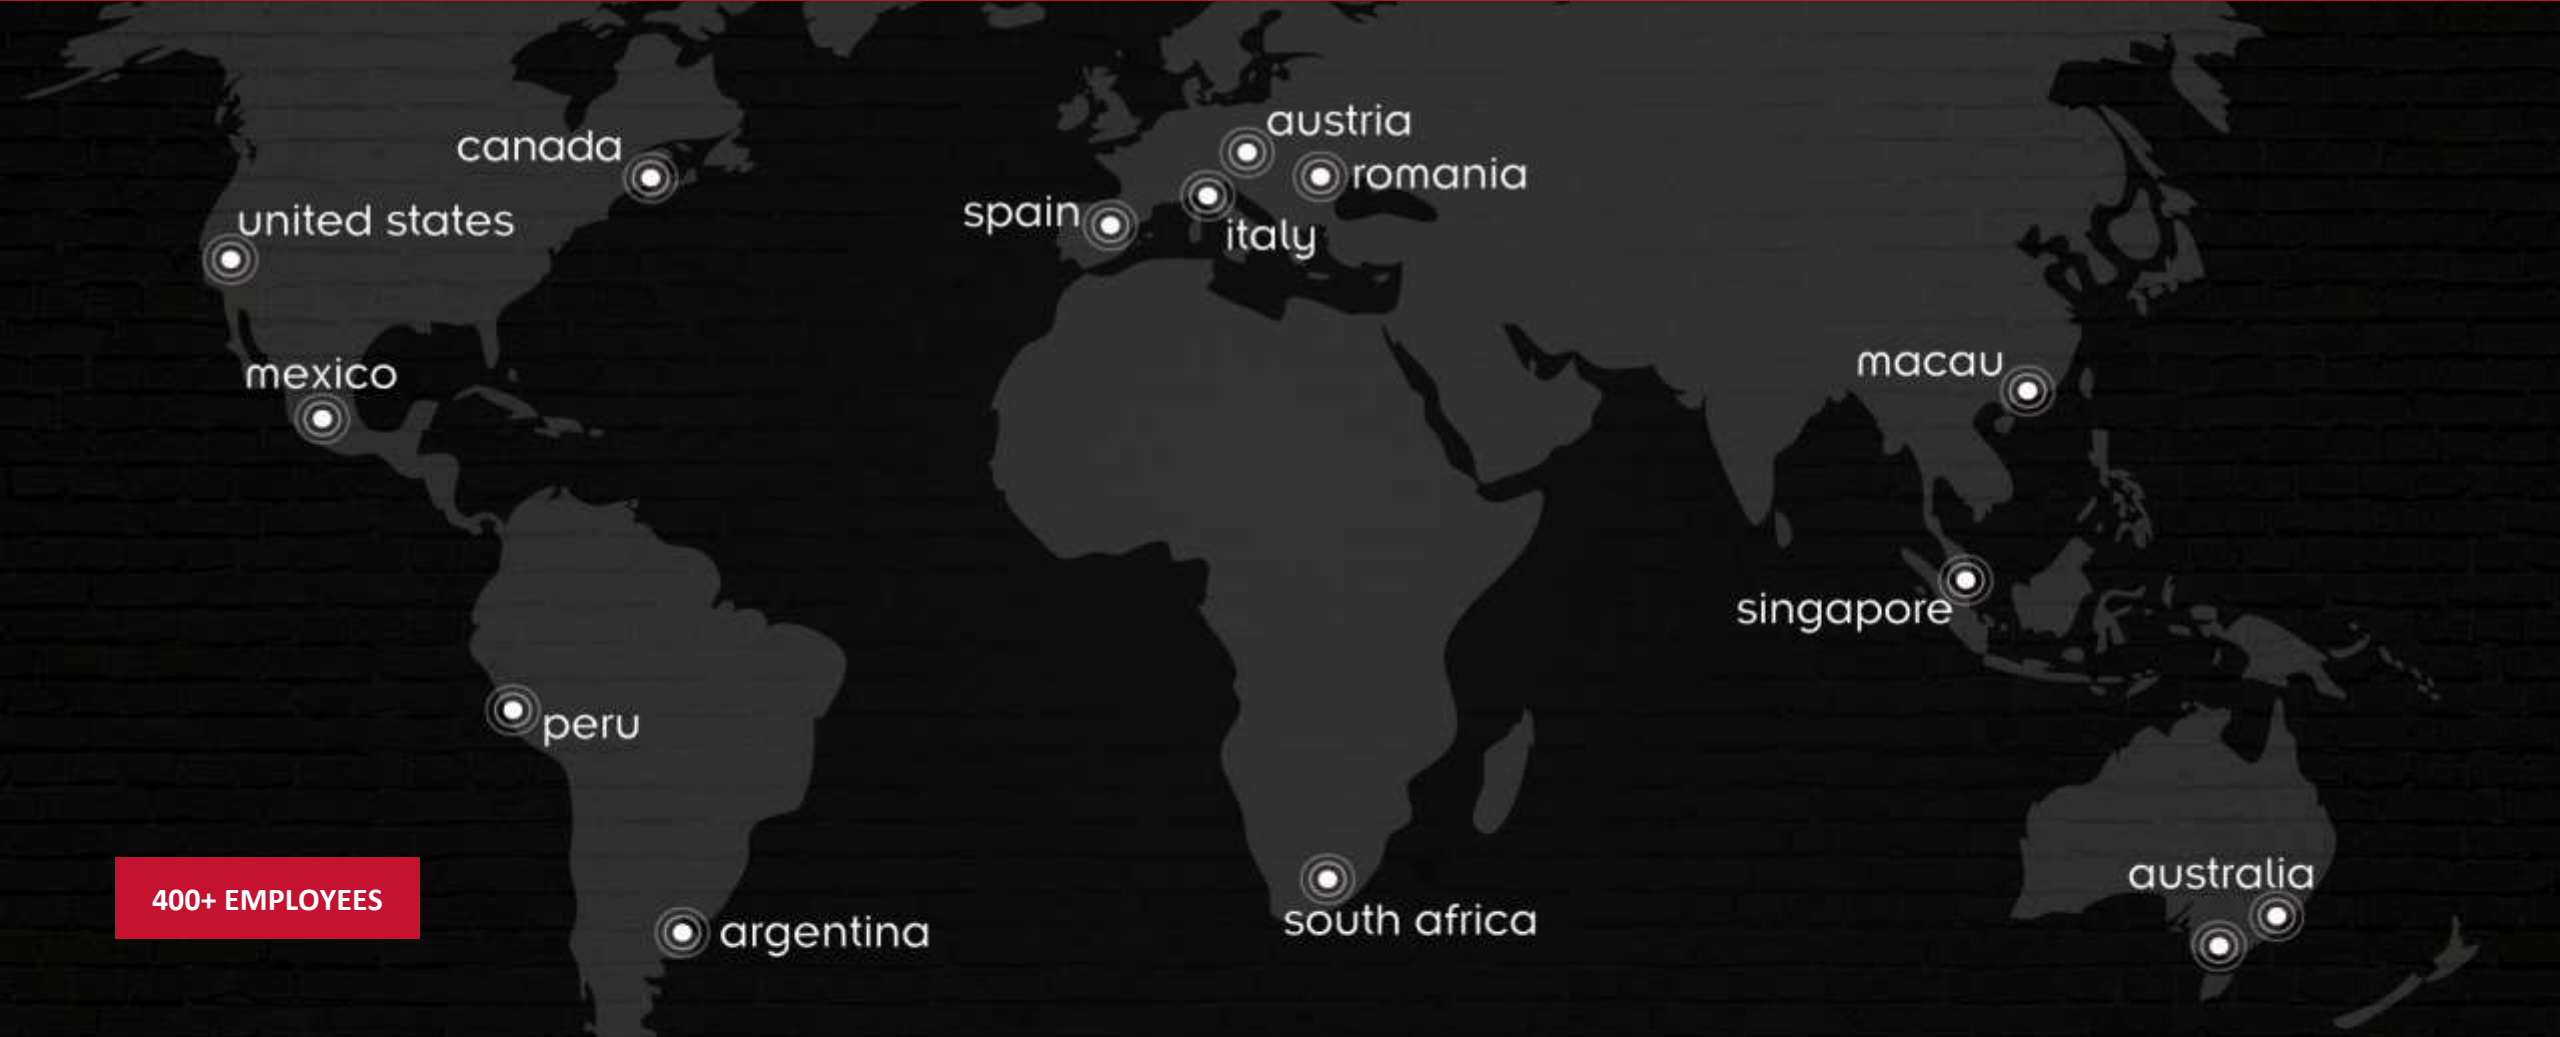 austria
canada
romania
spain
united states
italy
macau
mexico
singapore
peru
australia
400+ EMPLOYEES
south africa
argentina